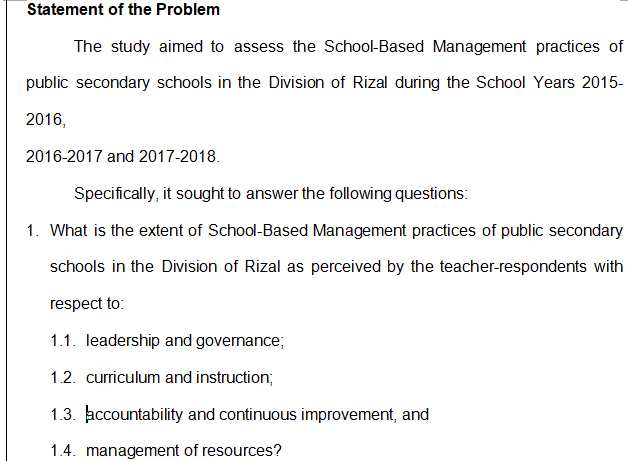 Statement of the Problem
The study aimed to assess the School-Based Management practices of
public secondary schools in the Division of Rizal during the School Years 2015-
2016,
2016-2017 and 2017-2018.
Specifically, it sought to answer the following questions:
1. What is the extent of School-Based Management practices of public secondary
schools in the Division of Rizal as perceived by the teacher-respondents with
respect to:
1.1. leadership and governance;
1.2. curriculum and instruction;
1.3. accountability and continuous improvement, and
1.4. management of resources?